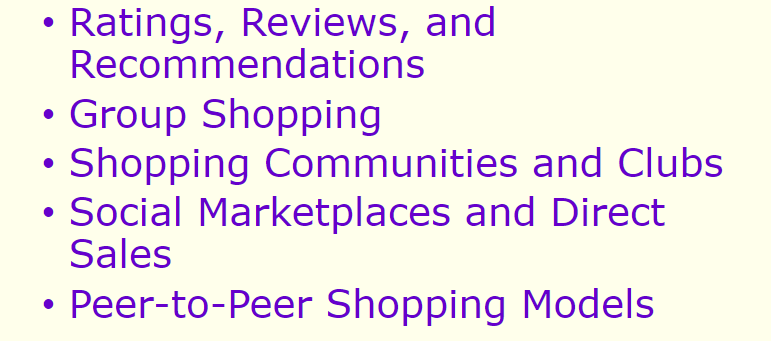 • Ratings, Reviews, and
Recommendations
• Group Shopping
• Shopping Communities and Clubs
• Social Marketplaces and Direct
Sales
• Peer-to-Peer Shopping Models